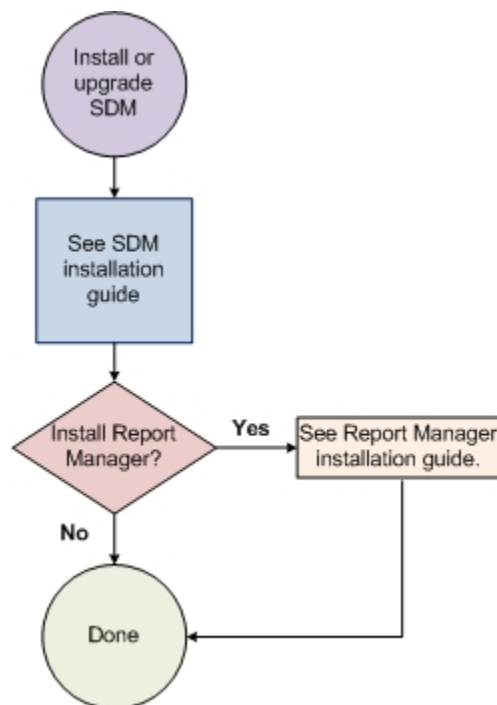 Install or
upgrade
SDM
See SDM
installation
guide
Install Report
Manager?
Yes
See Report Manager
installation guide.
No
Done